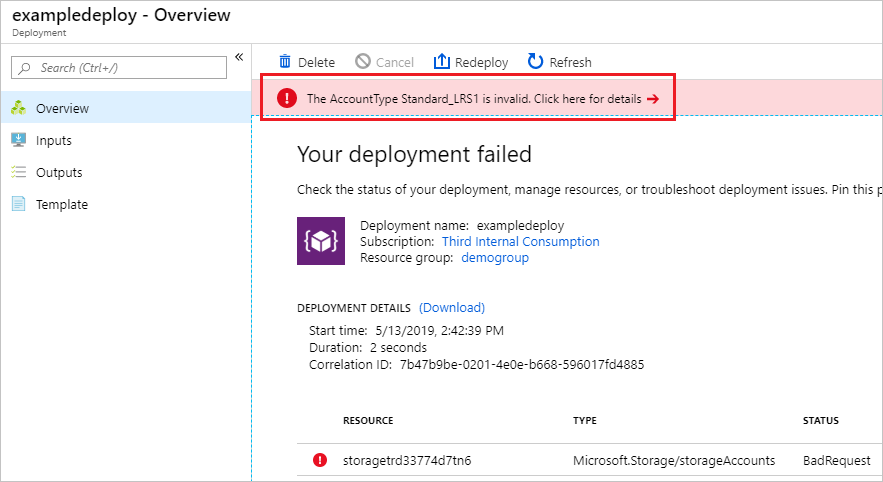 exampledeploy - Overview
Deployment
Search (Ctrl+/)
«
Overview
Inputs
Outputs
Template
Delete
Cancel
Redeploy
Refresh
The AccountType Standard_LRS1 is invalid. Click here for details →
Your deployment failed
Check the status of your deployment, manage resources, or troubleshoot deployment issues. Pin this p
Deployment name: exampledeploy
Subscription: Third Internal Consumption
Resource group: demogroup
DEPLOYMENT DETAILS (Download)
Start time: 5/13/2019, 2:42:39 PM
Duration: 2 seconds
Correlation ID: 7b47b9be-0201-4e0e-b668-596017fd4885
RESOURCE TYPE STATUS
storagetrd33774d7tn6 Microsoft.Storage/storageAccounts BadRequest